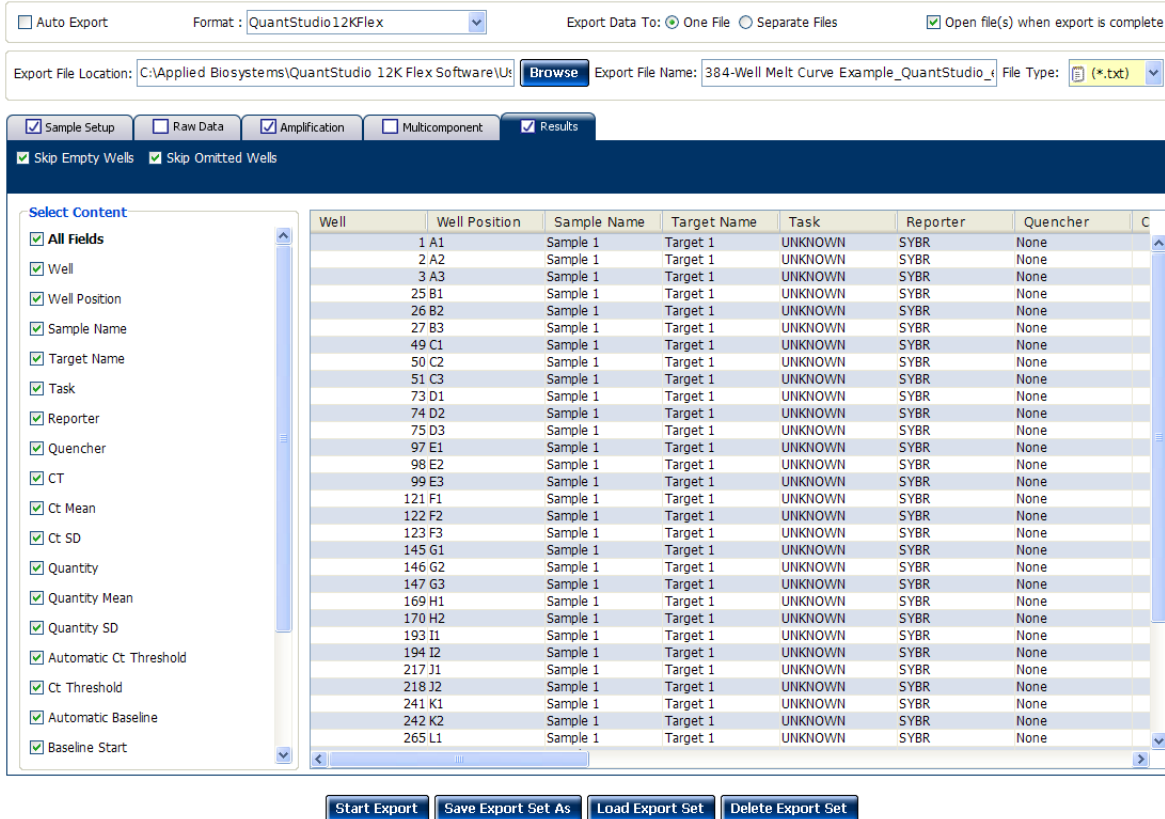 Auto Export Format : QuantStudio12KFlex Export Data To: One File Separate Files Open file(s) when export is complete
Export File Location: C:\Applied Biosystems\QuantStudio 12K Flex Software\Us Browse Export File Name: 384-Well Melt Curve Example_QuantStudio_e File Type: (*.txt)
Sample Setup Raw Data Amplification Multicomponent Results
Skip Empty Wells Skip Omitted Wells
Select Content
All Fields
Well
Well Position
Sample Name
Target Name
Task
Reporter
Quencher
CT
Ct Mean
Ct SD
Quantity
Quantity Mean
Quantity SD
Automatic Ct Threshold
Ct Threshold
Automatic Baseline
Baseline Start
Well Well Position Sample Name Target Name Task Reporter Quencher C
1 A1 Sample 1 Target 1 UNKNOWN SYBR None
2 A2 Sample 1 Target 1 UNKNOWN SYBR None
3 A3 Sample 1 Target 1 UNKNOWN SYBR None
25 B1 Sample 1 Target 1 UNKNOWN SYBR None
26 B2 Sample 1 Target 1 UNKNOWN SYBR None
27 B3 Sample 1 Target 1 UNKNOWN SYBR None
49 C1 Sample 1 Target 1 UNKNOWN SYBR None
50 C2 Sample 1 Target 1 UNKNOWN SYBR None
51 C3 Sample 1 Target 1 UNKNOWN SYBR None
73 D1 Sample 1 Target 1 UNKNOWN SYBR None
74 D2 Sample 1 Target 1 UNKNOWN SYBR None
75 D3 Sample 1 Target 1 UNKNOWN SYBR None
97 E1 Sample 1 Target 1 UNKNOWN SYBR None
98 E2 Sample 1 Target 1 UNKNOWN SYBR None
99 E3 Sample 1 Target 1 UNKNOWN SYBR None
121 F1 Sample 1 Target 1 UNKNOWN SYBR None
122 F2 Sample 1 Target 1 UNKNOWN SYBR None
123 F3 Sample 1 Target 1 UNKNOWN SYBR None
145 G1 Sample 1 Target 1 UNKNOWN SYBR None
146 G2 Sample 1 Target 1 UNKNOWN SYBR None
147 G3 Sample 1 Target 1 UNKNOWN SYBR None
169 H1 Sample 1 Target 1 UNKNOWN SYBR None
170 H2 Sample 1 Target 1 UNKNOWN SYBR None
193 I1 Sample 1 Target 1 UNKNOWN SYBR None
194 I2 Sample 1 Target 1 UNKNOWN SYBR None
217 J1 Sample 1 Target 1 UNKNOWN SYBR None
218 J2 Sample 1 Target 1 UNKNOWN SYBR None
241 K1 Sample 1 Target 1 UNKNOWN SYBR None
242 K2 Sample 1 Target 1 UNKNOWN SYBR None
265 L1 Sample 1 Target 1 UNKNOWN SYBR None
Start Export Save Export Set As Load Export Set Delete Export Set